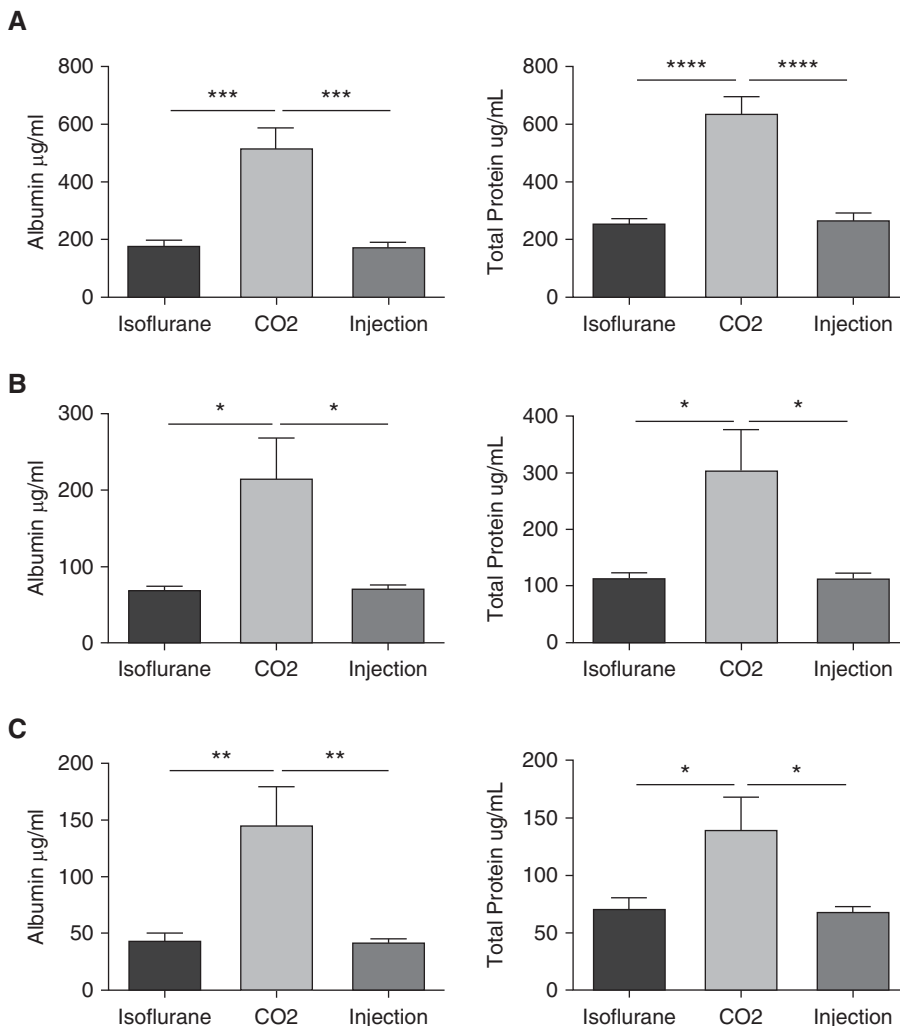 A
Albumin μg/ml
800
600
400
200
0
***
***
Isoflurane
CO2
Injection
Total Protein ug/mL
800
600
400
200
0
****
****
Isoflurane
CO2
Injection
B
Albumin μg/ml
300
200
100
0
*
*
Isoflurane
CO2
Injection
Total Protein ug/mL
400
300
200
100
0
*
*
Isoflurane
CO2
Injection
C
Albumin μg/ml
200
150
100
50
0
**
**
Isoflurane
CO2
Injection
Total Protein ug/mL
200
150
100
50
0
*
*
Isoflurane
CO2
Injection